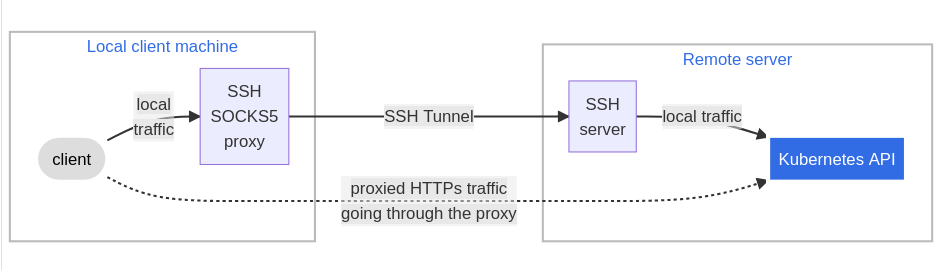 Local client machine
Remote server
local
traffic
SSH
SOCKS5
proxy
SSH Tunnel
SSH
server
local traffic
client
Kubernetes API
proxied HTTPs traffic
going through the proxy